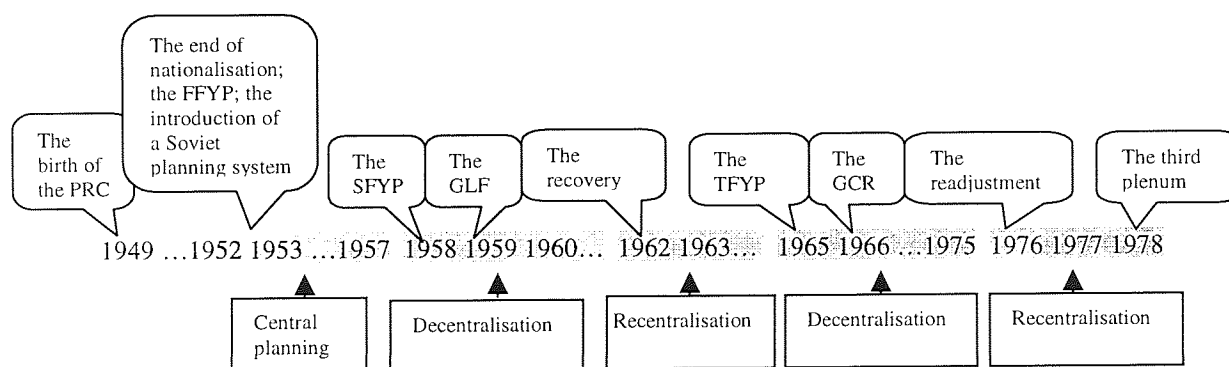 The
birth of
the PRC
The end of
nationalisation;
the FFYP; the
introduction of
a Soviet
planning system
The
SFYP
The
GLF
The
recovery
The
TFYP
The
GCR
The
readjustment
The third
plenum
1949 …1952 1953 …1957 1958 1959 1960… 1962 1963… 1965 1966 …1975 1976 1977 1978
Central
planning
Decentralisation
Recentralisation
Decentralisation
Recentralisation